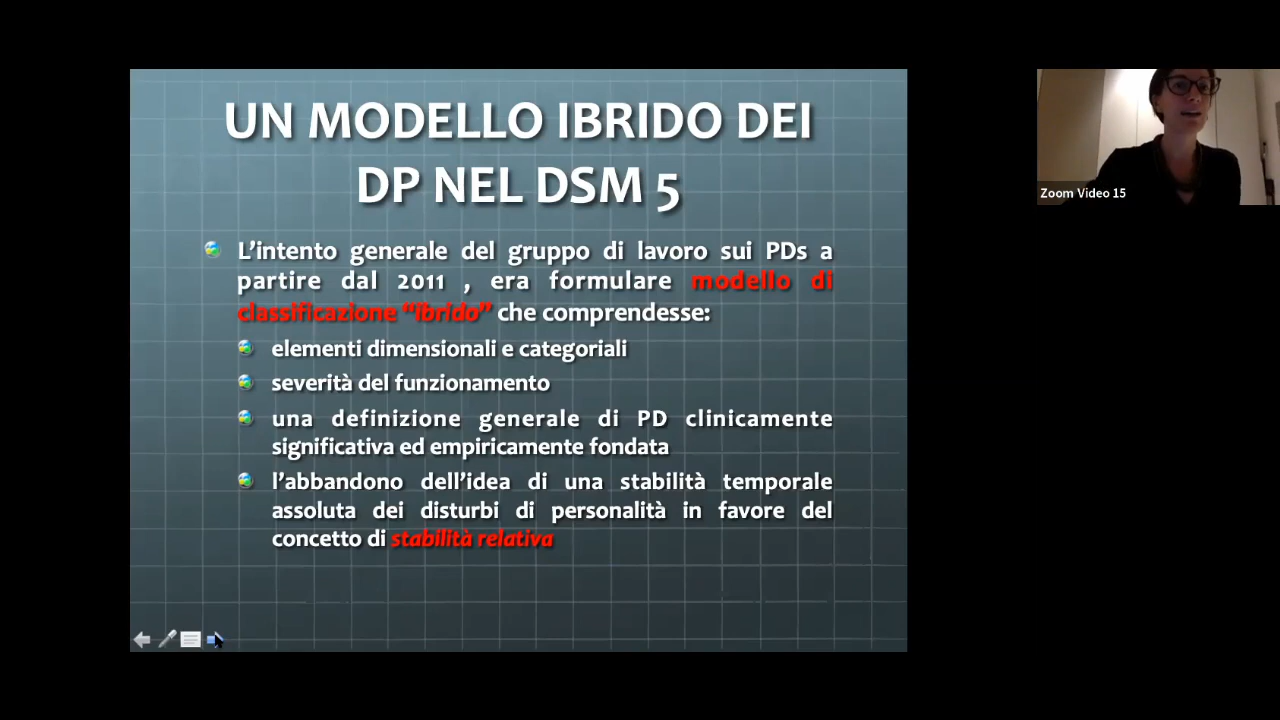 UN MODELLO IBRIDO DEI
DP NEL DSM 5
L'intento generale del gruppo di lavoro sui PDs a
partire dal 2011 , era formulare modello di
classificazione "ibrido" che comprendesse:
elementi dimensionali e categoriali
severità del funzionamento
una definizione generale di PD clinicamente
significativa ed empiricamente fondata
l'abbandono dell'idea di una stabilità temporale
assoluta dei disturbi di personalità in favore del
concetto di stabilità relativa
Zoom Video 15